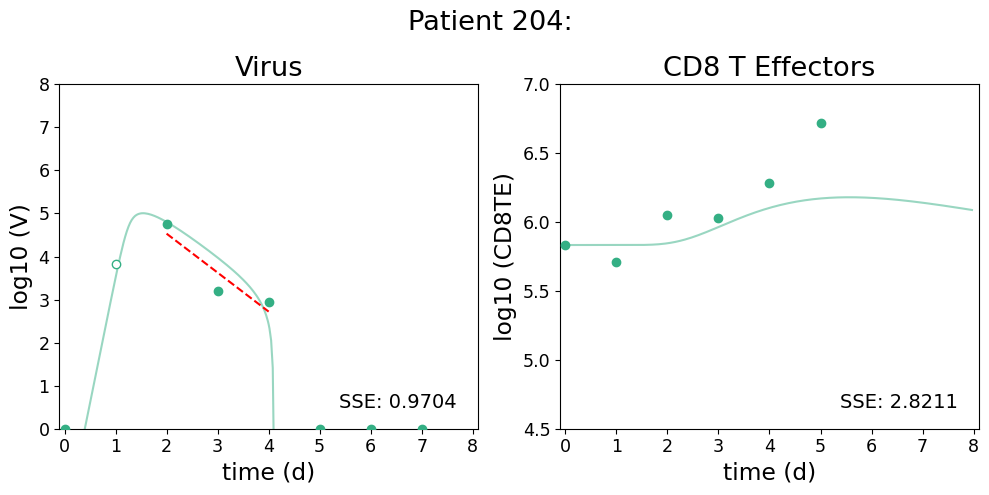 Patient 204:
Virus
8
7
6
5
4
3
2
1
0
log10 (V)
SSE: 0.9704
0 1 2 3 4 5 6 7 8
time (d)
CD8 T Effectors
7.0
6.5
6.0
5.5
5.0
4.5
log10 (CD8TE)
SSE: 2.8211
0 1 2 3 4 5 6 7 8
time (d)